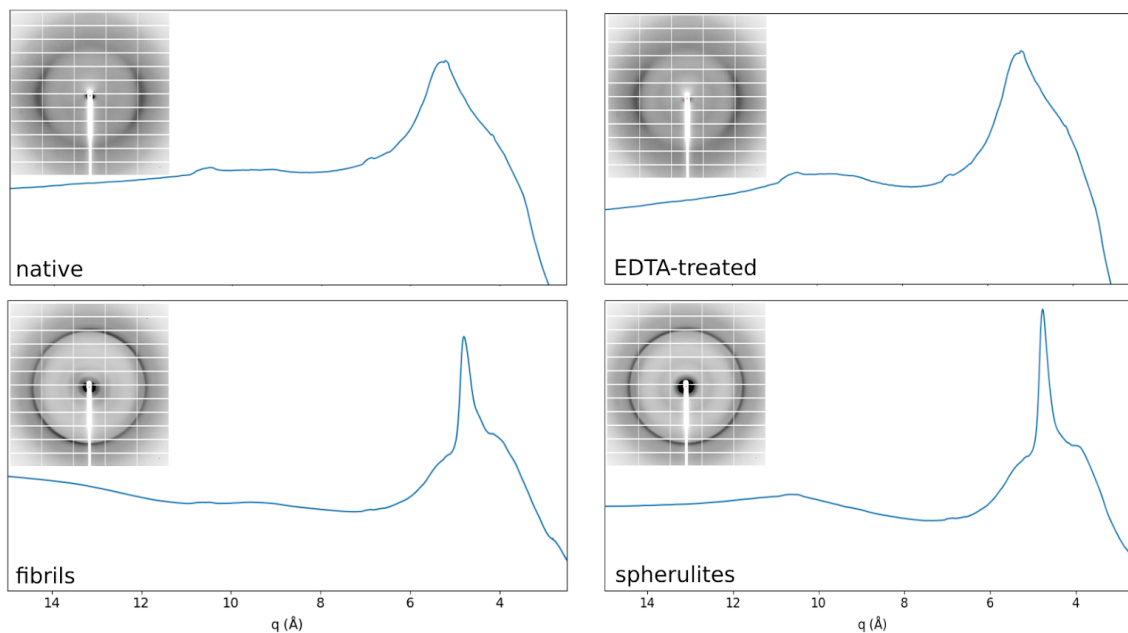 native
EDTA-treated
fibrils
spherulites
14 12 10 8 6 4
14 12 10 8 6 4
q (Å)
q (Å)